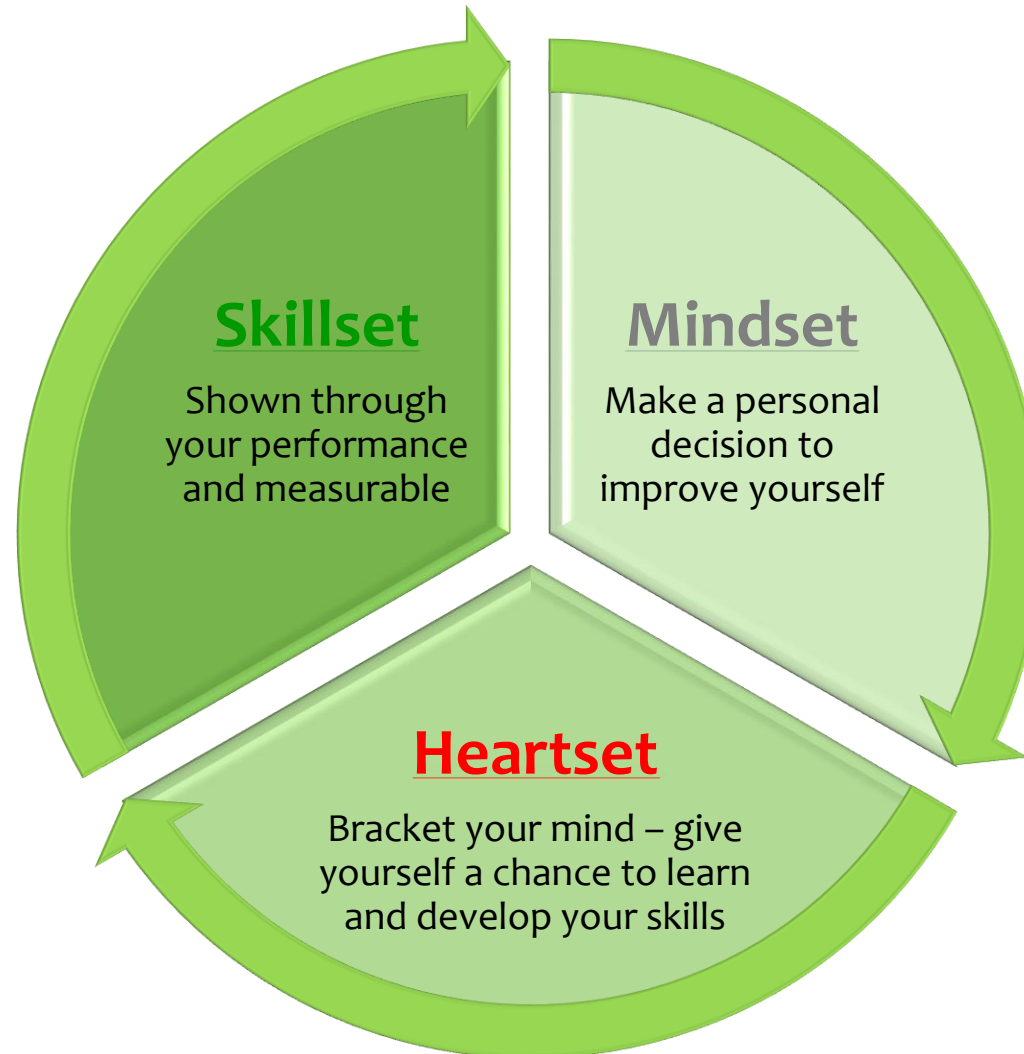 Skillset
Shown through
your performance
and measurable
Mindset
Make a personal
decision to
improve yourself
Heartset
Bracket your mind – give
yourself a chance to learn
and develop your skills